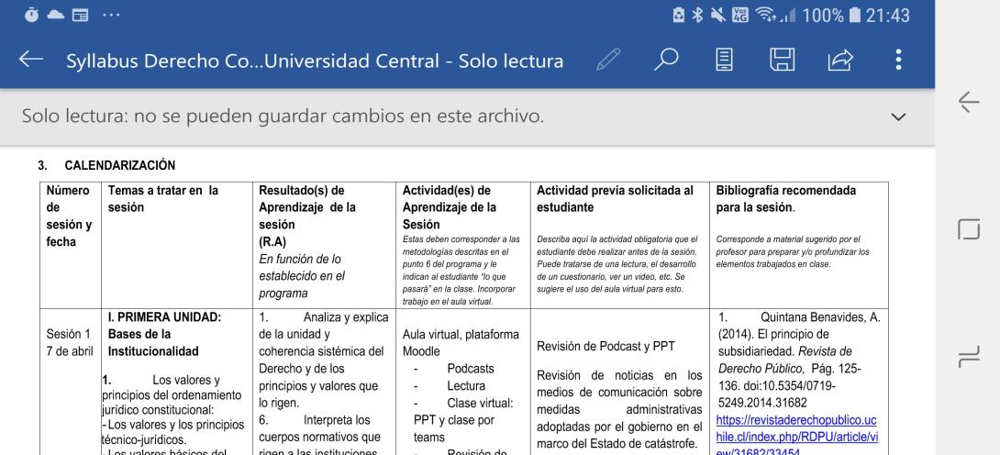 Voz
4G
100%
21:43
Syllabus Derecho Co...Universidad Central - Solo lectura
Solo lectura: no se pueden guardar cambios en este archivo.
3. CALENDARIZACIÓN
Número
de
sesión y
fecha
Temas a tratar en la
sesión
Resultado(s) de
Aprendizaje de la
sesión
(R.A)
En función de lo
establecido en el
programa
Actividad(es) de
Aprendizaje de la
Sesión
Estas deben corresponder a las
metodologías descritas en el
punto 6 del programa y le
indican al estudiante “lo que
pasará” en la clase. Incorporar
trabajo en el aula virtual.
Actividad previa solicitada al
estudiante
Describa aquí la actividad obligatoria que el
estudiante debe realizar antes de la sesión.
Puede tratarse de una lectura, el desarrollo
de un cuestionario, ver un video, etc. Se
sugiere el uso del aula virtual para esto.
Bibliografía recomendada
para la sesión.
Corresponde a material sugerido por el
profesor para preparar y/o profundizar los
elementos trabajados en clase.
Sesión 1
7 de abril
I. PRIMERA UNIDAD:
Bases de la
Institucionalidad
1. Los valores y
principios del ordenamiento
jurídico constitucional:
- Los valores y los principios
técnico-jurídicos.
- Los valores básicos del
1. Analiza y explica
de la unidad y
coherencia sistémica del
Derecho y de los
principios y valores que
lo rigen.
6. Interpreta los
cuerpos normativos que
rigen a las instituciones
Aula virtual, plataforma
Moodle
- Podcasts
- Lectura
- Clase virtual:
PPT y clase por
teams
- Revisión de
Revisión de Podcast y PPT
Revisión de noticias en los
medios de comunicación sobre
medidas administrativas
adoptadas por el gobierno en el
marco del Estado de catástrofe.
1. Quintana Benavides, A.
(2014). El principio de
subsidiariedad. Revista de
Derecho Público, Pág. 125-
136. doi:10.5354/0719-
5249.2014.31682
https://revistaderechopublico.uc
hile.cl/index.php/RDPU/article/vi
ew/31682/33454